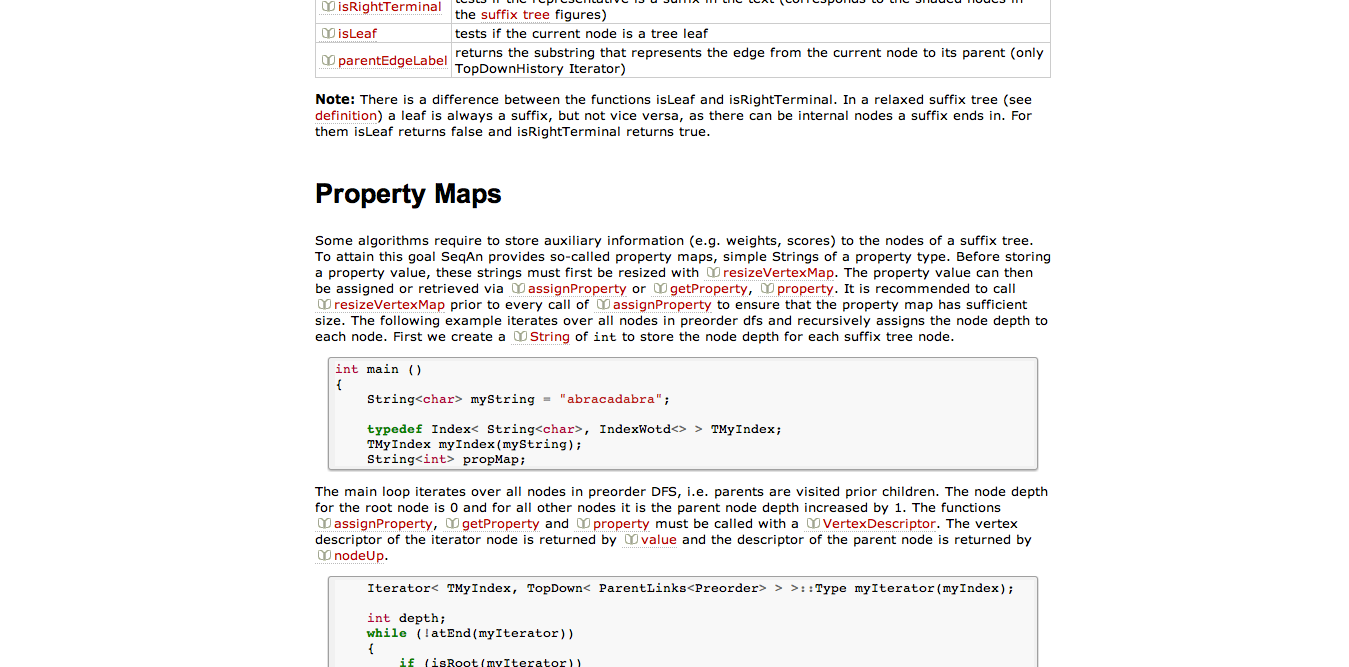 isRightTerminal
the suffix tree figures)
isLeaf tests if the current node is a tree leaf
returns the substring that represents the edge from the current node to its parent (only
parentEdgeLabel
TopDownHistory Iterator)
Note: There is a difference between the functions isLeaf and isRightTerminal. In a relaxed suffix tree (see
definition) a leaf is always a suffix, but not vice versa, as there can be internal nodes a suffix ends in. For
them isLeaf returns false and isRightTerminal returns true.
Property Maps
Some algorithms require to store auxiliary information (e.g. weights, scores) to the nodes of a suffix tree.
To attain this goal SeqAn provides so-called property maps, simple Strings of a property type. Before storing
a property value, these strings must first be resized with resizeVertexMap. The property value can then
be assigned or retrieved via assignProperty or getProperty, property. It is recommended to call
resizeVertexMap prior to every call of assignProperty to ensure that the property map has sufficient
size. The following example iterates over all nodes in preorder dfs and recursively assigns the node depth to
each node. First we create a String of int to store the node depth for each suffix tree node.
int main ()
{
String<char> myString = "abracadabra";
typedef Index< String<char>, IndexWotd<> > TMyIndex;
TMyIndex myIndex(myString);
String<int> propMap;
The main loop iterates over all nodes in preorder DFS, i.e. parents are visited prior children. The node depth
for the root node is 0 and for all other nodes it is the parent node depth increased by 1. The functions
assignProperty, getProperty and property must be called with a VertexDescriptor. The vertex
descriptor of the iterator node is returned by value and the descriptor of the parent node is returned by
nodeUp.
Iterator< TMyIndex, TopDown< ParentLinks<Preorder> > >::Type myIterator(myIndex);
int depth;
while (!atEnd(myIterator))
{
if (isRoot(myIterator))